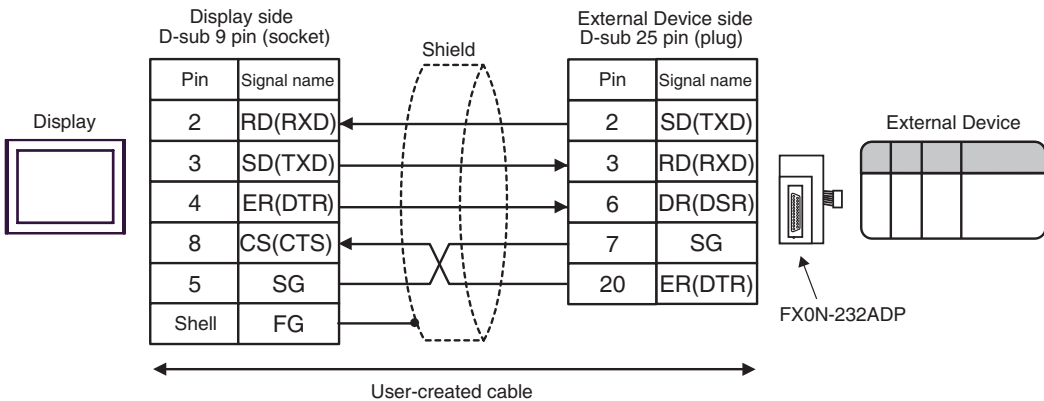 Display side
D-sub 9 pin (socket)
External Device side
D-sub 25 pin (plug)
Shield
Pin Signal name
2 RD(RXD)
3 SD(TXD)
4 ER(DTR)
8 CS(CTS)
5 SG
Shell FG
Pin Signal name
2 SD(TXD)
3 RD(RXD)
6 DR(DSR)
7 SG
20 ER(DTR)
Display
External Device
FX0N-232ADP
User-created cable